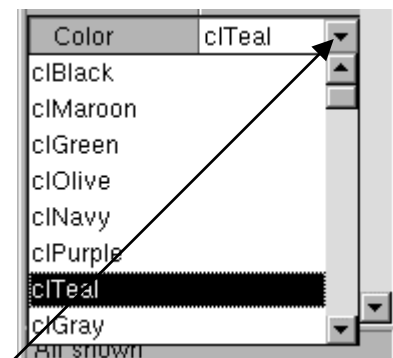 Color clTeal
clBlack
clMaroon
clGreen
clOlive
clNavy
clPurple
clTeal
clGray
All shown